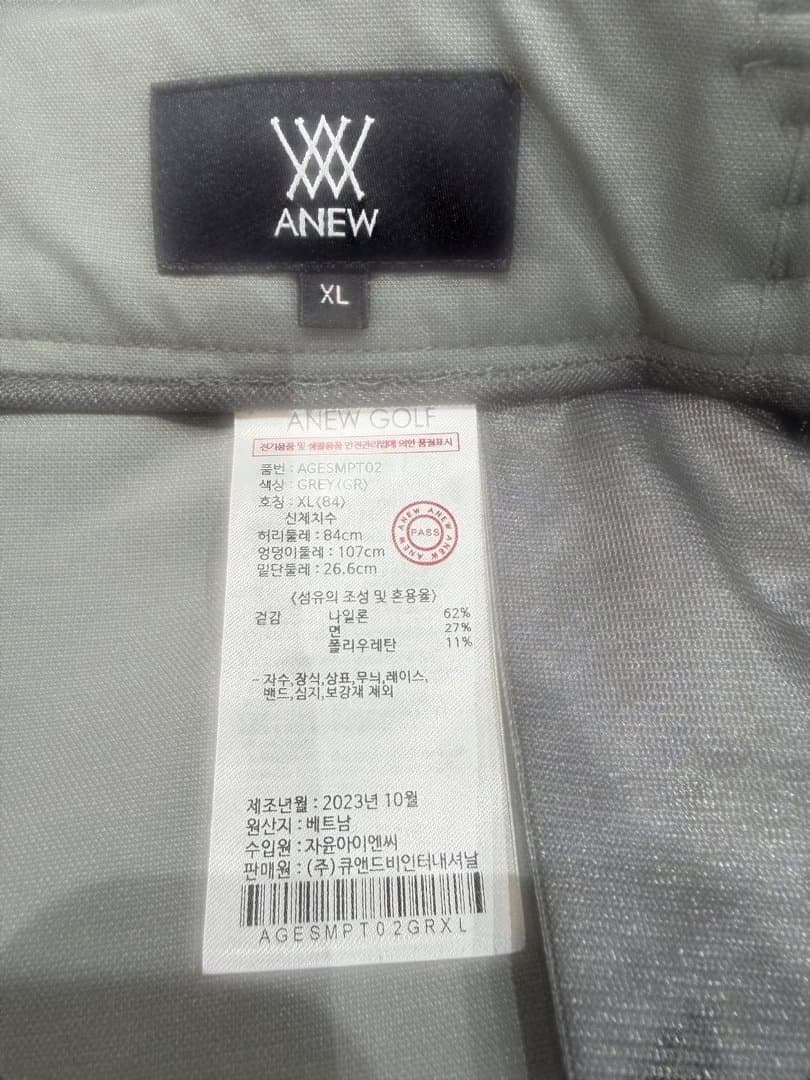 ANEW
XL
ANEW GOLF
전기용품 및 생활용품 안전관리법에 의한 품질표시
품번 : AGESMPT02
색상 : GREY(GR)
호칭 : XL(84)
신체치수
허리둘레 : 84cm
엉덩이둘레 : 107cm
밑단둘레 : 26.6cm
ANEW ANEW ANEW ANEW
PASS
〈섬유의 조성 및 혼용율〉
겉감 나일론 62%
면 27%
폴리우레탄 11%
- 자수,장식,상표,무늬,레이스,
밴드,심지,보강재 제외
제조년월 : 2023년 10월
원산지 : 베트남
수입원 : 자윤아이엔씨
판매원 : (주)큐앤드비인터내셔날
AGESMPT02GRXL